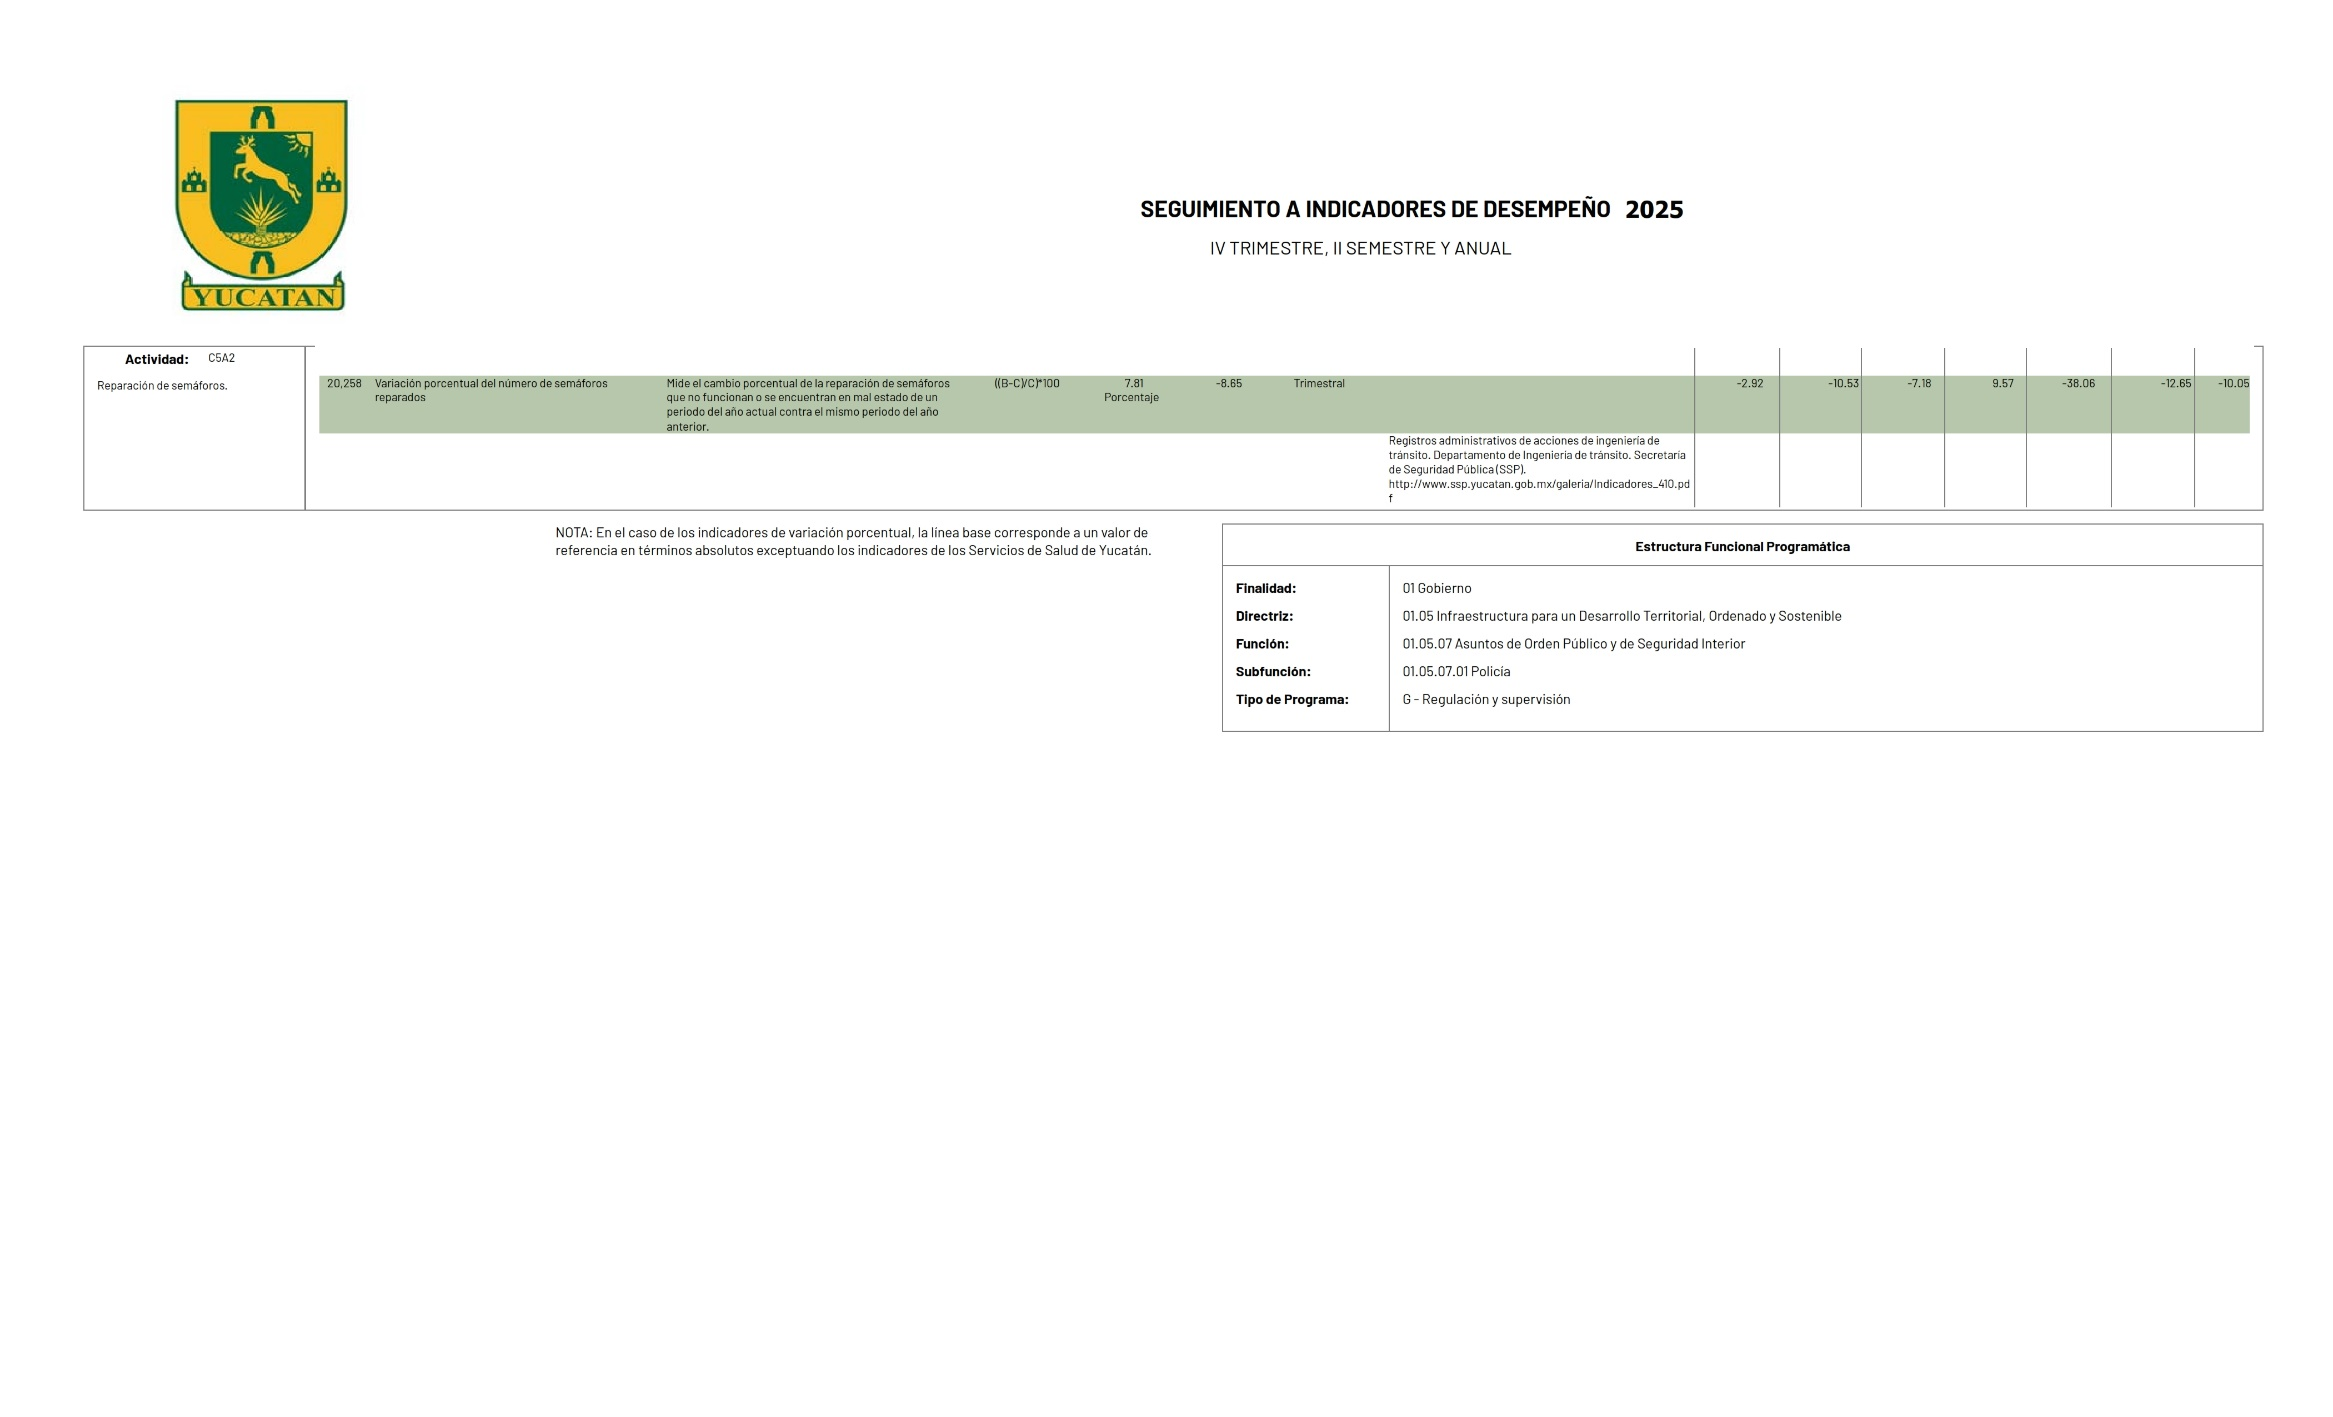 YUCATAN
SEGUIMIENTO A INDICADORES DE DESEMPEÑO 2025
IV TRIMESTRE, II SEMESTRE Y ANUAL
Actividad: C5A2
Reparación de semáforos.
20,258 Variación porcentual del número de semáforos Mide el cambio porcentual de la reparación de semáforos ((B-C)/C)*100 7.81 -8.65 Trimestral -2.92 -10.53 -7.18 9.57 -38.06 -12.65 -10.05
reparados que no funcionan o se encuentran en mal estado de un Porcentaje
periodo del año actual contra el mismo periodo del año
anterior.
Registros administrativos de acciones de ingeniería de
tránsito. Departamento de Ingeniería de tránsito. Secretaría
de Seguridad Pública (SSP).
http://www.ssp.yucatan.gob.mx/galeria/Indicadores_410.pd
f
NOTA: En el caso de los indicadores de variación porcentual, la línea base corresponde a un valor de
referencia en términos absolutos exceptuando los indicadores de los Servicios de Salud de Yucatán.
Estructura Funcional Programática
Finalidad: 01 Gobierno
Directriz: 01.05 Infraestructura para un Desarrollo Territorial, Ordenado y Sostenible
Función: 01.05.07 Asuntos de Orden Público y de Seguridad Interior
Subfunción: 01.05.07.01 Policía
Tipo de Programa: G - Regulación y supervisión